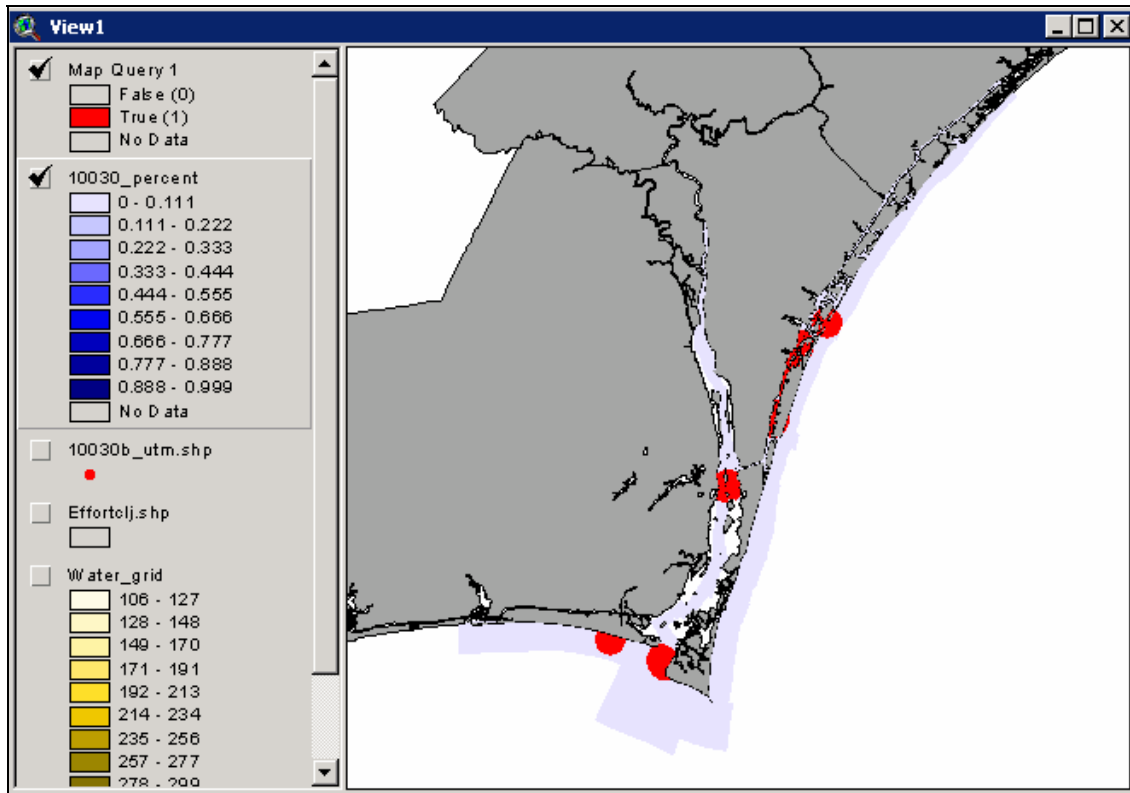 View1
Map Query 1
False (0)
True (1)
No Data
10030_percent
0 - 0.111
0.111 - 0.222
0.222 - 0.333
0.333 - 0.444
0.444 - 0.555
0.555 - 0.666
0.666 - 0.777
0.777 - 0.888
0.888 - 0.999
No Data
10030b_utm.shp
Effortclj.shp
Water_grid
106 - 127
128 - 148
149 - 170
171 - 191
192 - 213
214 - 234
235 - 256
257 - 277
278 - 299